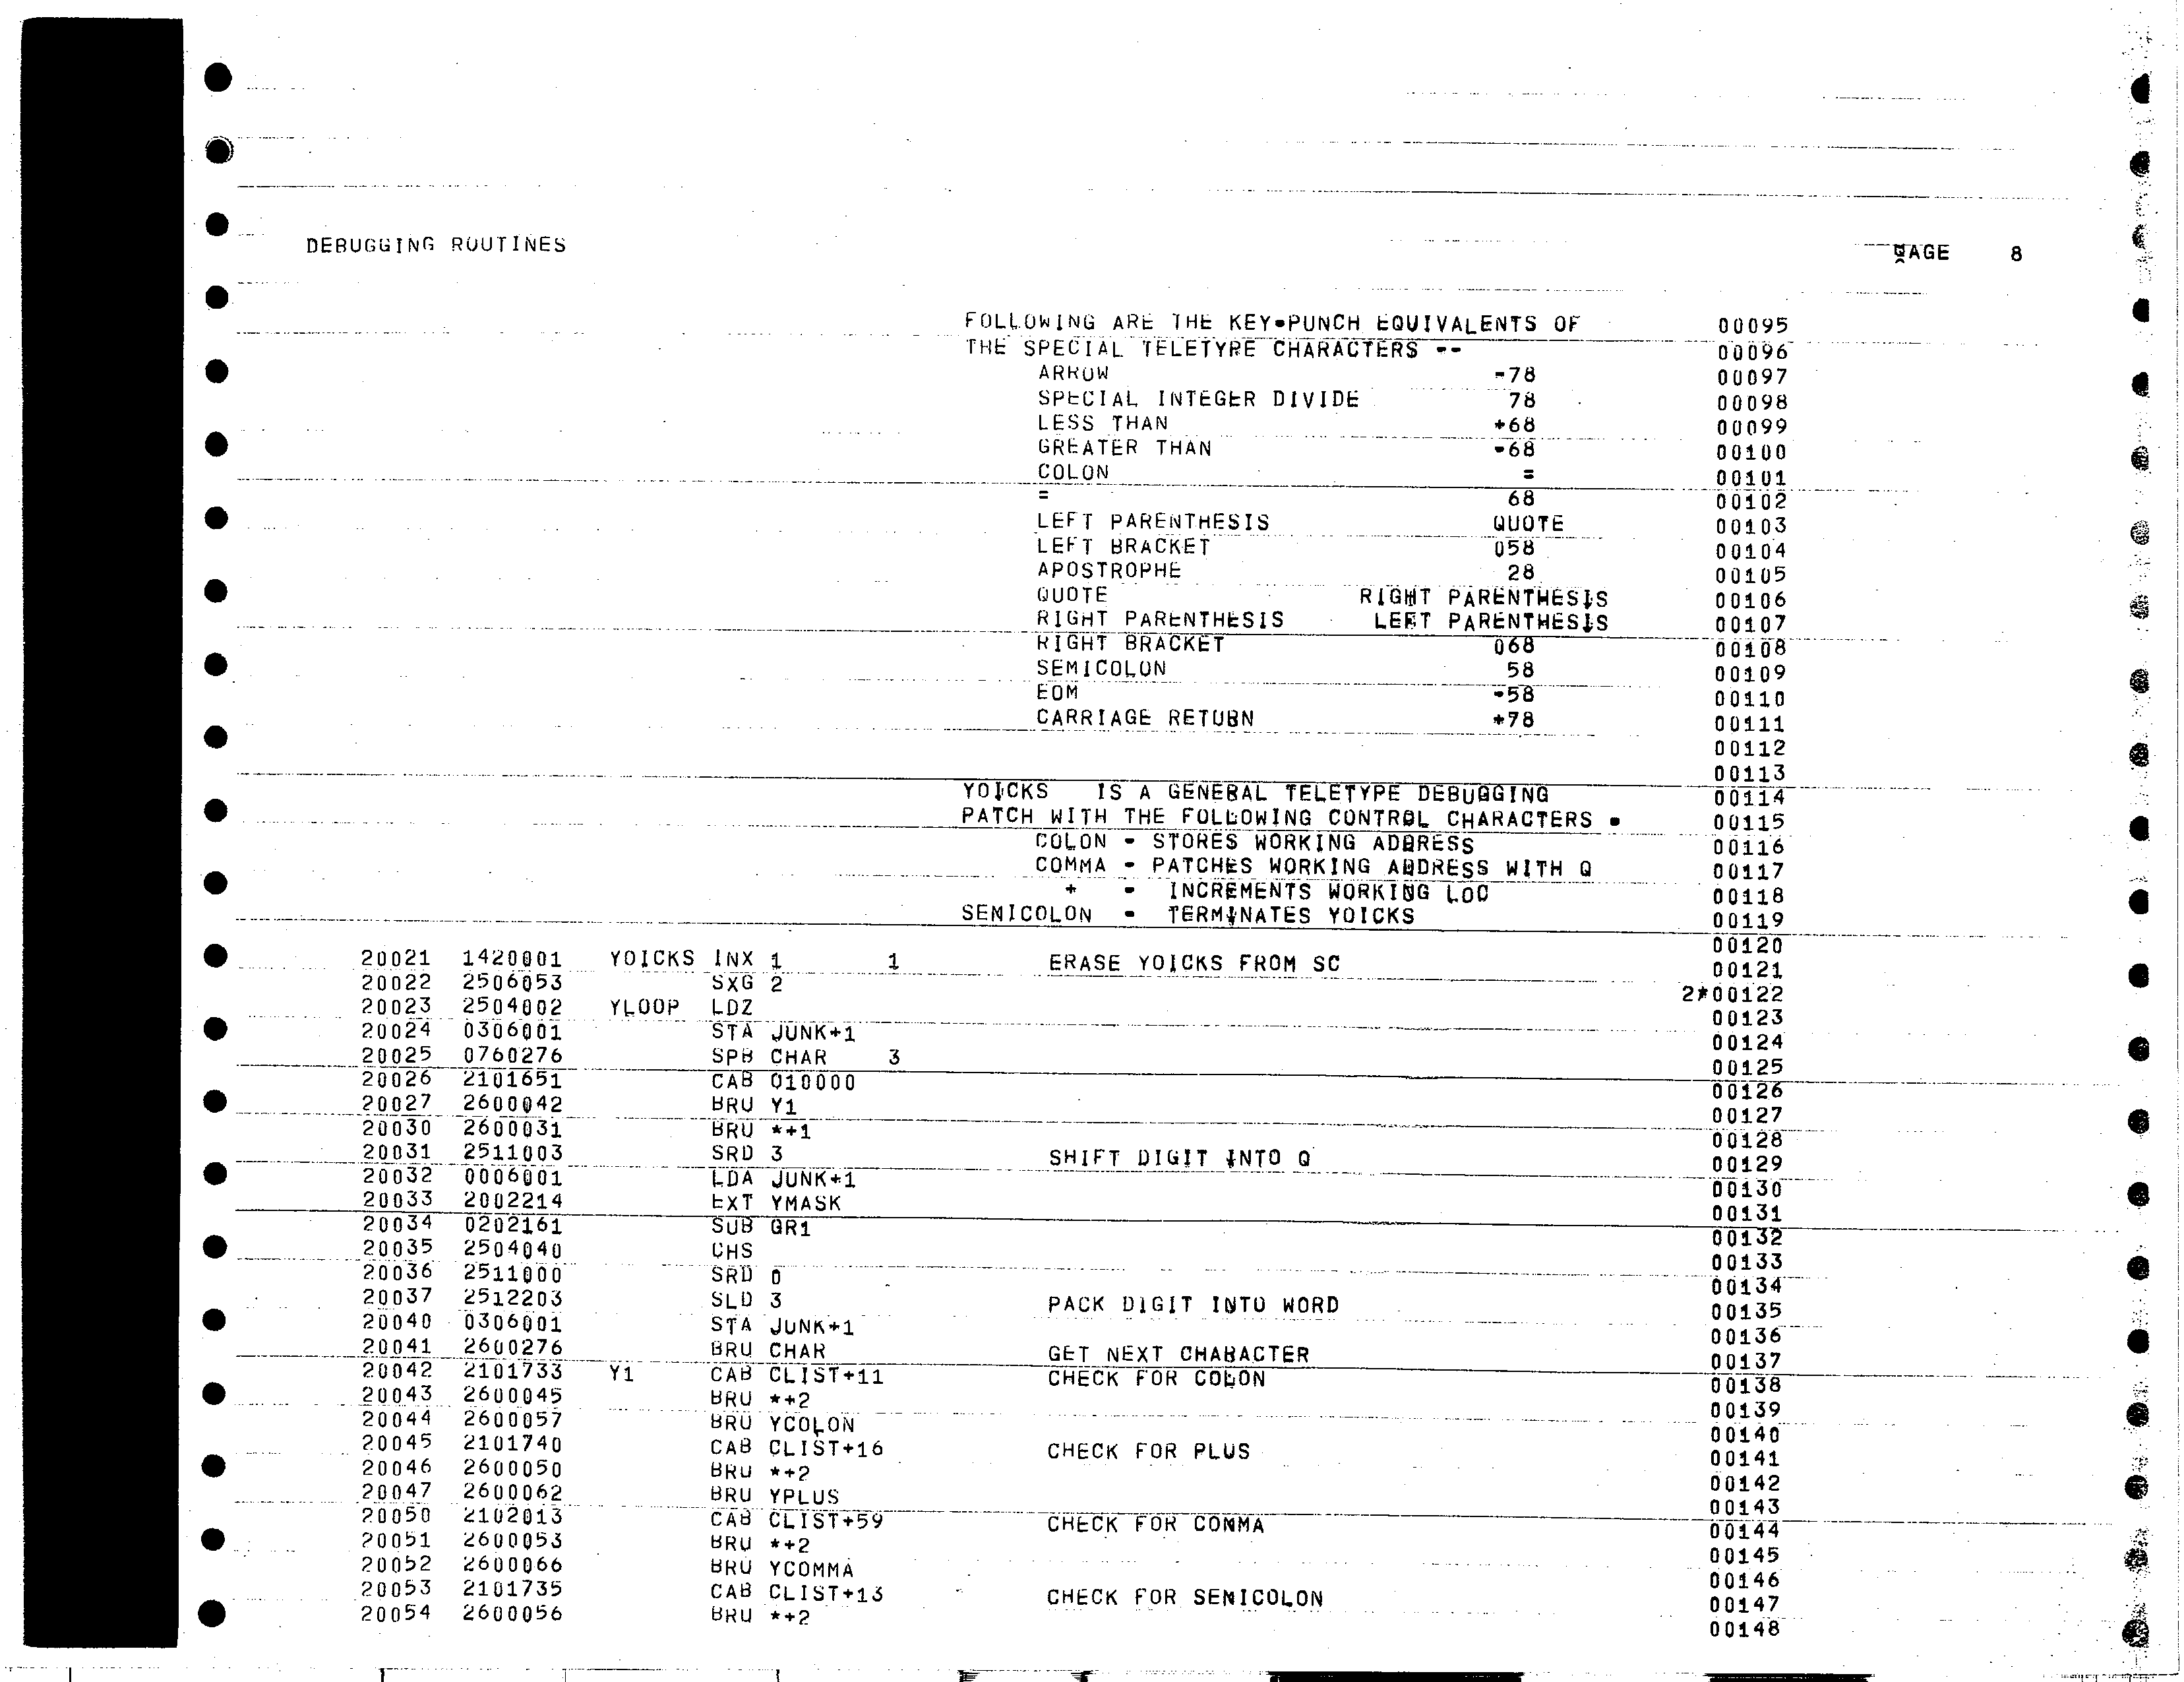 DEBUGGING ROUTINES PAGE 8
FOLLOWING ARE THE KEY-PUNCH EQUIVALENTS OF 00095
THE SPECIAL TELETYPE CHARACTERS -- 00096
ARROW -78 00097
SPECIAL INTEGER DIVIDE 78 00098
LESS THAN +68 00099
GREATER THAN -68 00100
COLON = 00101
= 68 00102
LEFT PARENTHESIS QUOTE 00103
LEFT BRACKET 058 00104
APOSTROPHE 28 00105
QUOTE RIGHT PARENTHESIS 00106
RIGHT PARENTHESIS LEFT PARENTHESIS 00107
RIGHT BRACKET 068 00108
SEMICOLON 58 00109
EOM -58 00110
CARRIAGE RETURN +78 00111
00112
00113
YOICKS IS A GENERAL TELETYPE DEBUGGING 00114
PATCH WITH THE FOLLOWING CONTROL CHARACTERS - 00115
COLON - STORES WORKING ADDRESS 00116
COMMA - PATCHES WORKING ADDRESS WITH Q 00117
+ - INCREMENTS WORKING LOC 00118
SEMICOLON - TERMINATES YOICKS 00119
00120
20021 1420001 YOICKS INX 1 1 ERASE YOICKS FROM SC 00121
20022 2506053 SXG 2 2*00122
20023 2504002 YLOOP LDZ 00123
20024 0306001 STA JUNK+1 00124
20025 0760276 SPB CHAR 3 00125
20026 2101651 CAB 010000 00126
20027 2600042 BRU Y1 00127
20030 2600031 BRU *+1 00128
20031 2511003 SRD 3 SHIFT DIGIT INTO Q 00129
20032 0006001 LDA JUNK+1 00130
20033 2002214 EXT YMASK 00131
20034 0202161 SUB GR1 00132
20035 2504040 CHS 00133
20036 2511000 SRD 0 00134
20037 2512203 SLD 3 PACK DIGIT INTO WORD 00135
20040 0306001 STA JUNK+1 00136
20041 2600276 BRU CHAR GET NEXT CHARACTER 00137
20042 2101733 Y1 CAB CLIST+11 CHECK FOR COLON 00138
20043 2600045 BRU *+2 00139
20044 2600057 BRU YCOLON 00140
20045 2101740 CAB CLIST+16 CHECK FOR PLUS 00141
20046 2600050 BRU *+2 00142
20047 2600062 BRU YPLUS 00143
20050 2102013 CAB CLIST+59 CHECK FOR COMMA 00144
20051 2600053 BRU *+2 00145
20052 2600066 BRU YCOMMA 00146
20053 2101735 CAB CLIST+13 CHECK FOR SEMICOLON 00147
20054 2600056 BRU *+2 00148